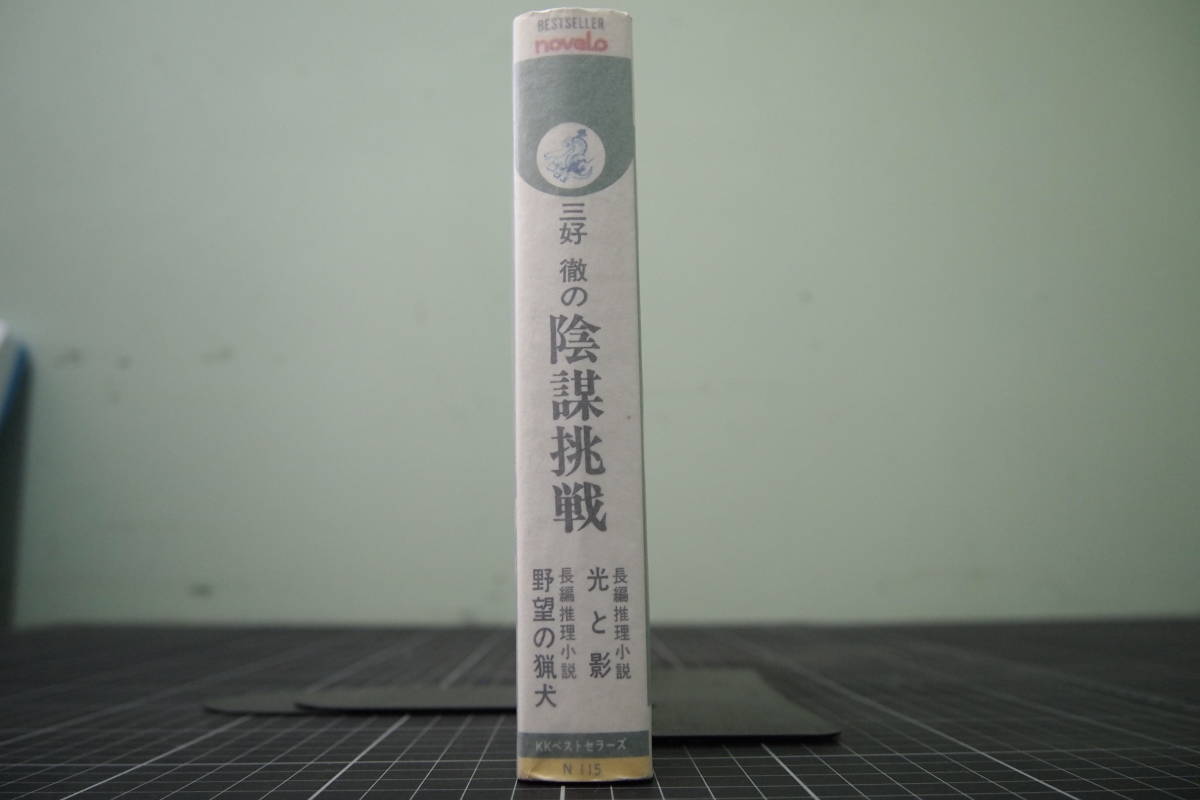 BESTSELLER
novelo
三好 徹の
陰謀挑戦
長編推理小説
光と影
長編推理小説
野望の猟犬
KKベストセラーズ
N 115